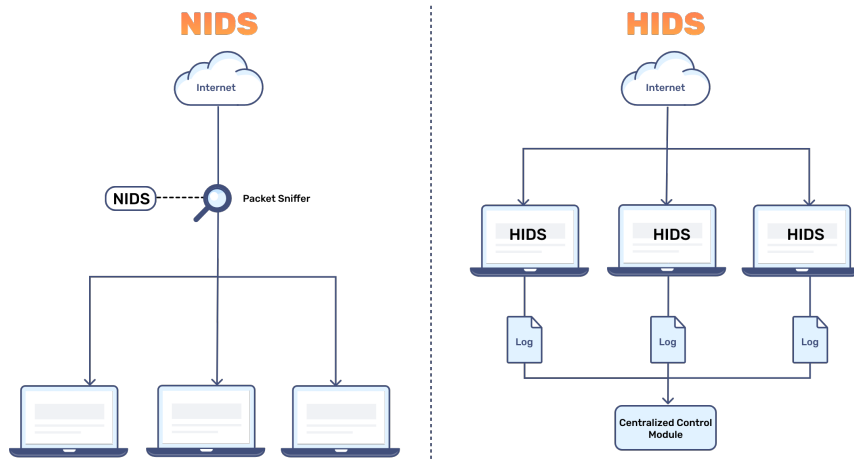 NIDS
Internet
NIDS
Packet Sniffer
HIDS
Internet
HIDS
HIDS
HIDS
Log
Log
Log
Centralized Control
Module